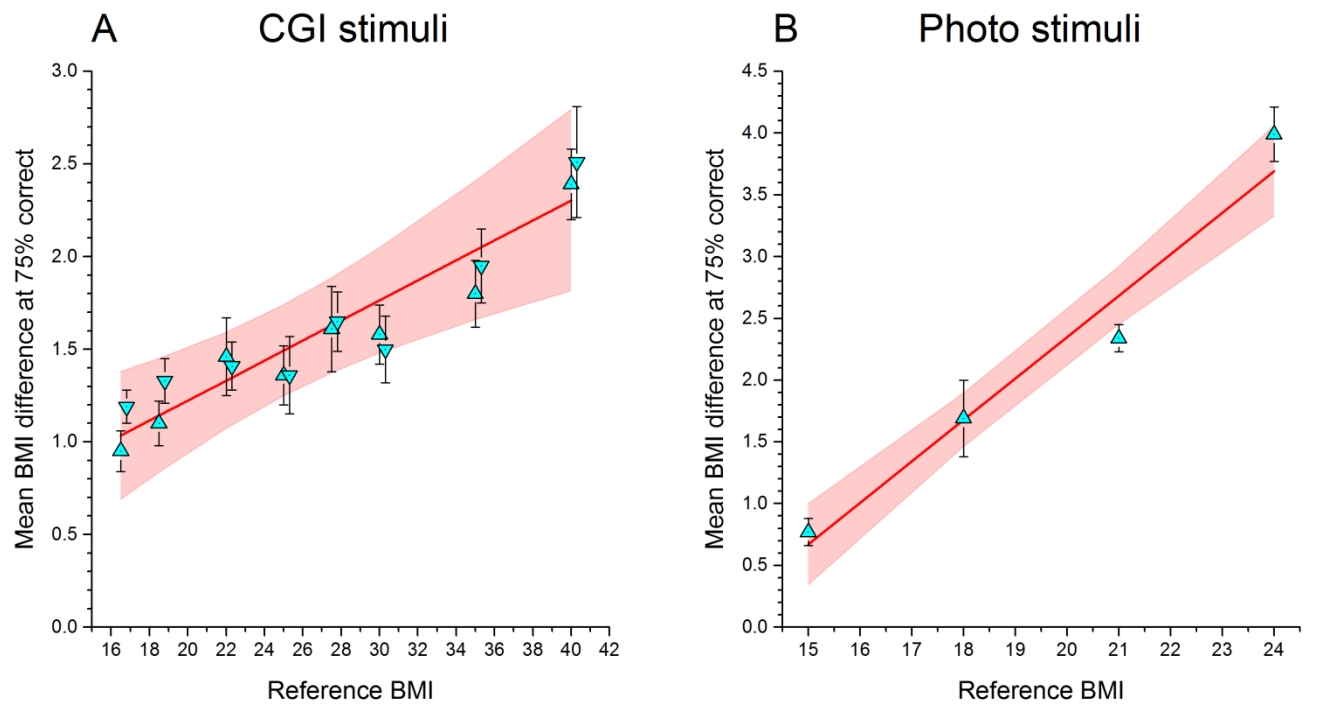 A
CGI stimuli
Mean BMI difference at 75% correct
3.0
2.5
2.0
1.5
1.0
0.5
0.0
16 18 20 22 24 26 28 30 32 34 36 38 40 42
Reference BMI
B
Photo stimuli
Mean BMI difference at 75% correct
4.5
4.0
3.5
3.0
2.5
2.0
1.5
1.0
0.5
0.0
15 16 17 18 19 20 21 22 23 24
Reference BMI